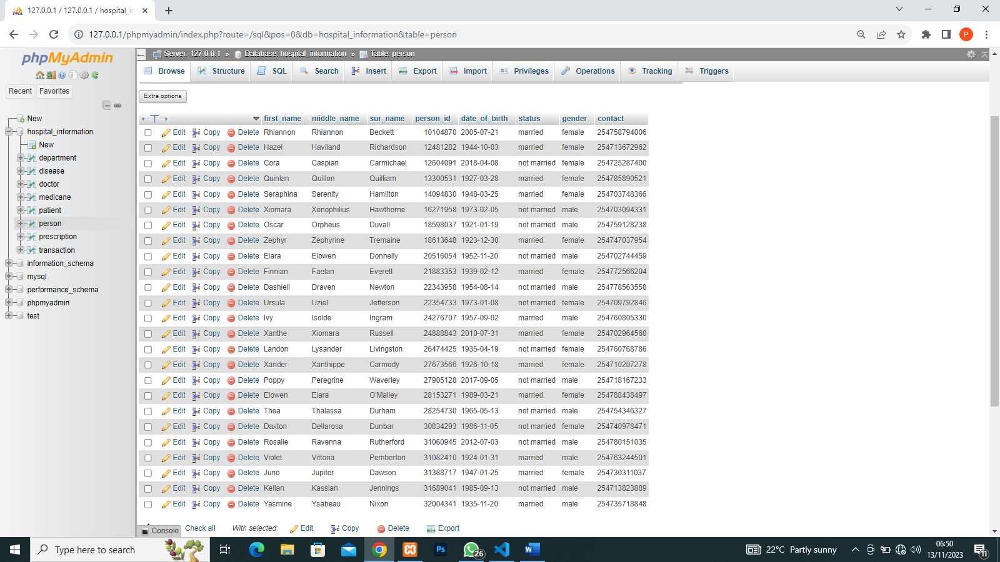 127.0.0.1 / 127.0.0.1 / hospital_in
127.0.0.1/phpmyadmin/index.php?route=/sql&pos=0&db=hospital_information&table=person
P
phpMyAdmin
Recent Favorites
New
hospital_information
New
department
disease
doctor
medicane
patient
person
prescription
transaction
information_schema
mysql
performance_schema
phpmyadmin
test
Server: 127.0.0.1 » Database: hospital_information » Table: person
Browse Structure SQL Search Insert Export Import Privileges Operations Tracking Triggers
Extra options
first_name middle_name sur_name person_id date_of_birth status gender contact
Edit Copy Delete Rhiannon Rhiannon Beckett 10104870 2005-07-21 married female 254758794006
Edit Copy Delete Hazel Haviland Richardson 12481282 1944-10-03 married female 254713672962
Edit Copy Delete Cora Caspian Carmichael 12604091 2018-04-08 not married female 254725287400
Edit Copy Delete Quinlan Quillon Quilliam 13300531 1927-03-28 married female 254785890521
Edit Copy Delete Seraphina Serenity Hamilton 14094830 1948-03-25 married female 254703748366
Edit Copy Delete Xiomara Xenophilius Hawthorne 16271958 1973-02-05 not married male 254703094331
Edit Copy Delete Oscar Orpheus Duvall 18598037 1921-01-19 not married male 254759128238
Edit Copy Delete Zephyr Zephyrine Tremaine 18613648 1923-12-30 married female 254747037954
Edit Copy Delete Elara Elowen Donnelly 20516054 1952-11-20 not married male 254702744459
Edit Copy Delete Finnian Faelan Everett 21883353 1939-02-12 married female 254772566204
Edit Copy Delete Dashiell Draven Newton 22343958 1954-08-14 not married male 254778563558
Edit Copy Delete Ursula Uziel Jefferson 22354733 1973-01-08 not married female 254709792846
Edit Copy Delete Ivy Isolde Ingram 24276707 1957-09-02 married male 254760805330
Edit Copy Delete Xanthe Xiomara Russell 24888843 2010-07-31 married female 254702964568
Edit Copy Delete Landon Lysander Livingston 26474425 1935-04-19 not married female 254760768786
Edit Copy Delete Xander Xanthippe Carmody 27673566 1926-10-18 married female 254710207278
Edit Copy Delete Poppy Peregrine Waverley 27905128 2017-09-05 not married male 254718167233
Edit Copy Delete Elowen Elara O'Malley 28153271 1989-03-21 married female 254788438497
Edit Copy Delete Thea Thalassa Durham 28254730 1965-05-13 not married male 254754346327
Edit Copy Delete Daxton Dellarosa Dunbar 30834293 1986-11-05 not married female 254740978471
Edit Copy Delete Rosalie Ravenna Rutherford 31060945 2012-07-03 not married male 254780151035
Edit Copy Delete Violet Vittoria Pemberton 31082410 1924-01-31 married male 254763244501
Edit Copy Delete Juno Jupiter Dawson 31388717 1947-01-25 married female 254730311037
Edit Copy Delete Kellan Kassian Jennings 31689041 1985-09-13 not married male 254713823889
Edit Copy Delete Yasmine Ysabeau Nixon 32004341 1935-11-20 married male 254735718848
Console Check all With selected: Edit Copy Delete Export
Type here to search
Ps
26
22°C Partly sunny
06:50
13/11/2023
11